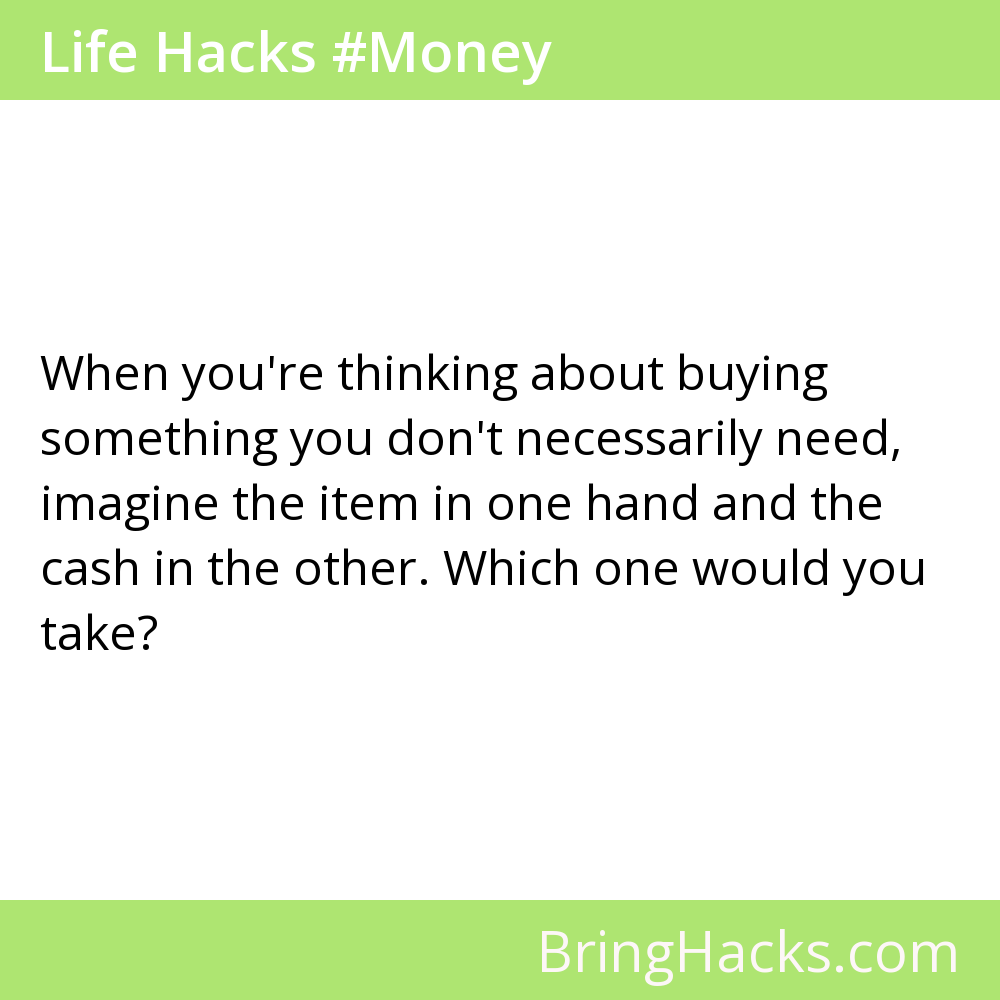 Life Hacks #Money
When you're thinking about buying
something you don't necessarily need,
imagine the item in one hand and the
cash in the other. Which one would you
take?
BringHacks.com